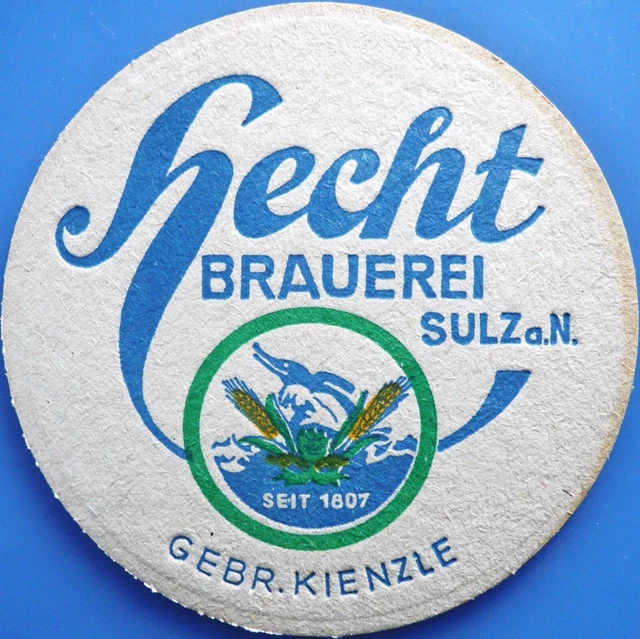 Hecht
BRAUEREI
SULZ a.N.
SEIT 1807
GEBR. KIENZLE